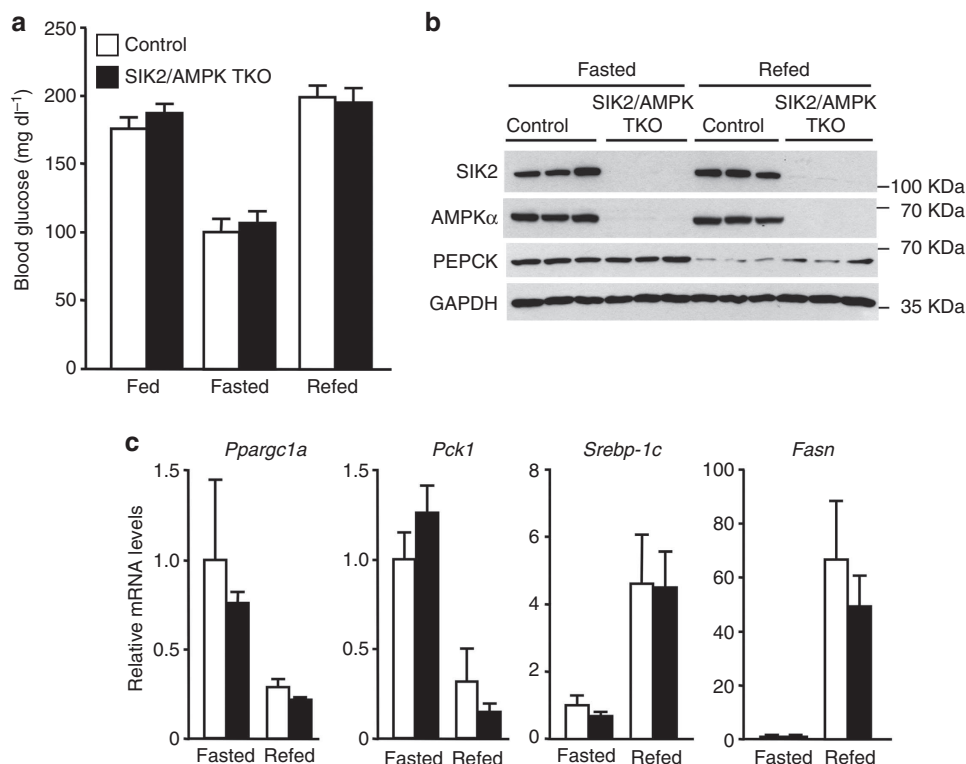 a
250
200
150
100
50
0
Blood glucose (mg dl–1)
Control
SIK2/AMPK TKO
Fed Fasted Refed
b
Fasted Refed
Control SIK2/AMPK TKO Control SIK2/AMPK TKO
SIK2
100 KDa
AMPKα
70 KDa
PEPCK
70 KDa
GAPDH
35 KDa
c
Relative mRNA levels
Ppargc1a
1.5
1.0
0.5
0
Fasted Refed
Pck1
1.5
1.0
0.5
0
Fasted Refed
Srebp-1c
8
6
4
2
0
Fasted Refed
Fasn
100
80
60
40
20
0
Fasted Refed